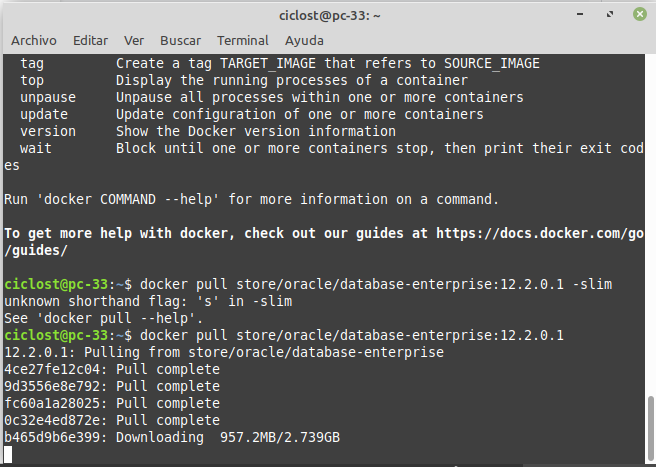 ciclost@pc-33: ~
Archivo Editar Ver Buscar Terminal Ayuda
tag Create a tag TARGET_IMAGE that refers to SOURCE_IMAGE
top Display the running processes of a container
unpause Unpause all processes within one or more containers
update Update configuration of one or more containers
version Show the Docker version information
wait Block until one or more containers stop, then print their exit cod
es
Run 'docker COMMAND --help' for more information on a command.
To get more help with docker, check out our guides at https://docs.docker.com/go
/guides/
ciclost@pc-33:~$ docker pull store/oracle/database-enterprise:12.2.0.1 -slim
unknown shorthand flag: 's' in -slim
See 'docker pull --help'.
ciclost@pc-33:~$ docker pull store/oracle/database-enterprise:12.2.0.1
12.2.0.1: Pulling from store/oracle/database-enterprise
4ce27fe12c04: Pull complete
9d3556e8e792: Pull complete
fc60a1a28025: Pull complete
0c32e4ed872e: Pull complete
b465d9b6e399: Downloading 957.2MB/2.739GB